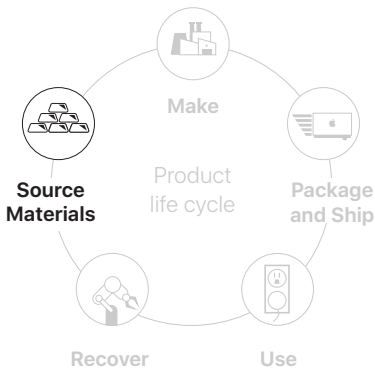 Make
Source
Materials
Product
life cycle
Package
and Ship
Recover
Use